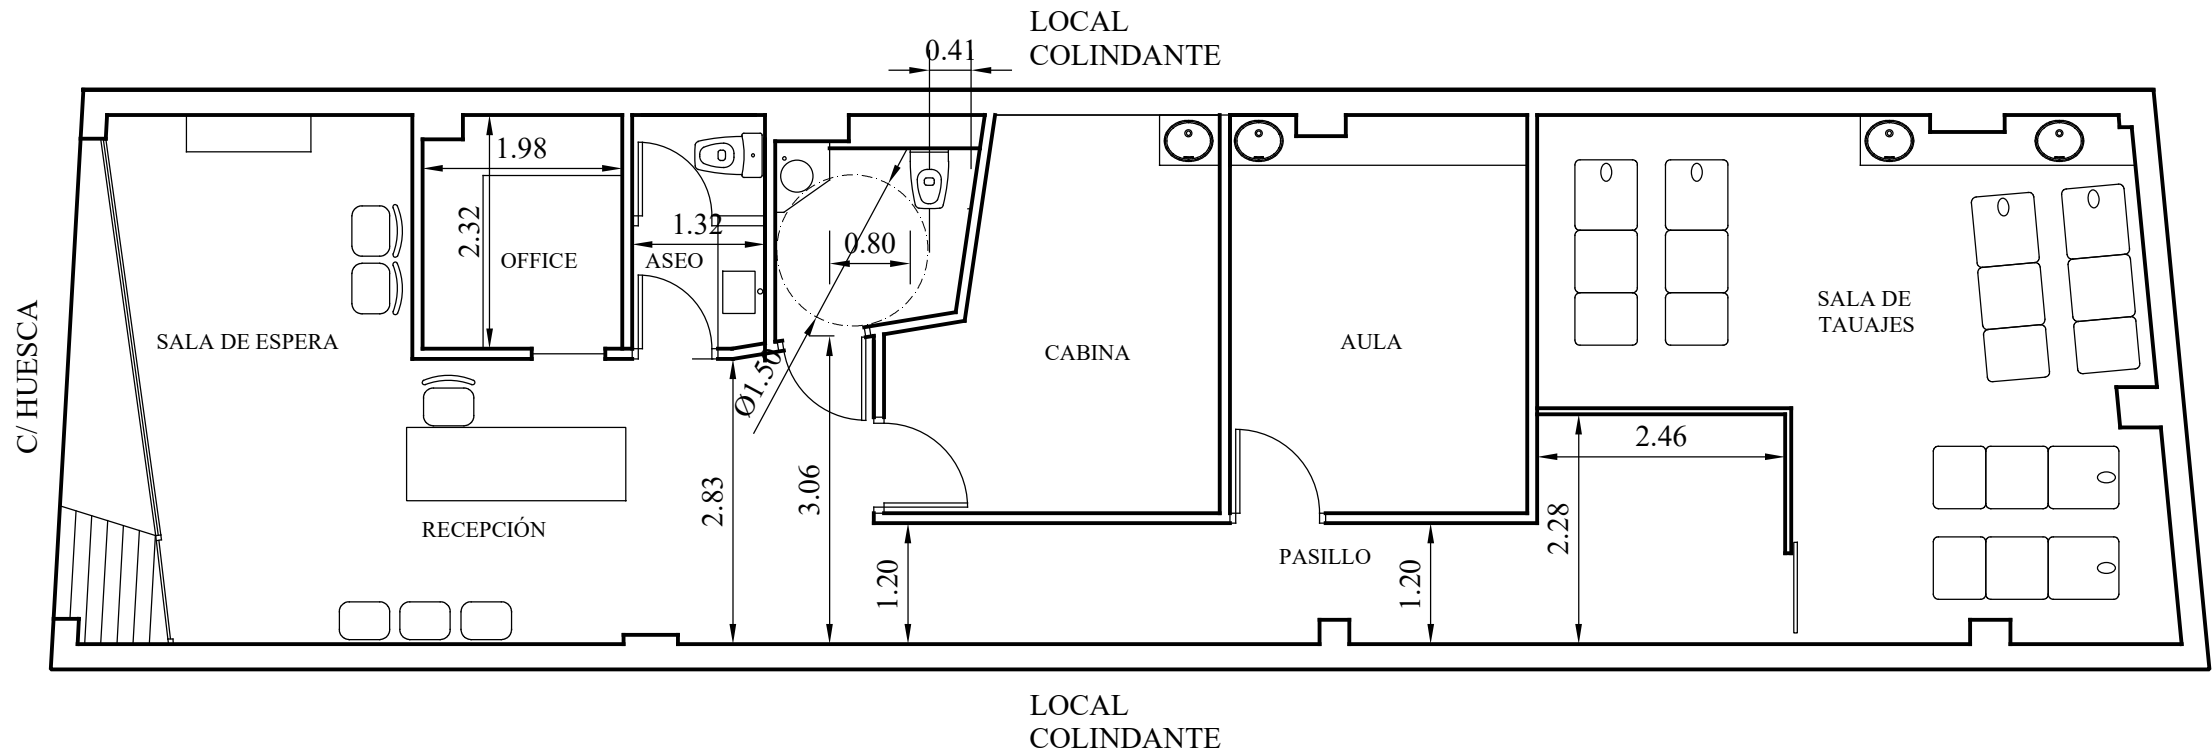 LOCAL
COLINDANTE
0.41
1.98
2.32
OFFICE
1.32
ASEO
0.80
Ø1.50
C/ HUESCA
SALA DE ESPERA
RECEPCIÓN
2.83
3.06
1.20
CABINA
AULA
PASILLO
1.20
2.28
2.46
SALA DE
TAUAJES
LOCAL
COLINDANTE